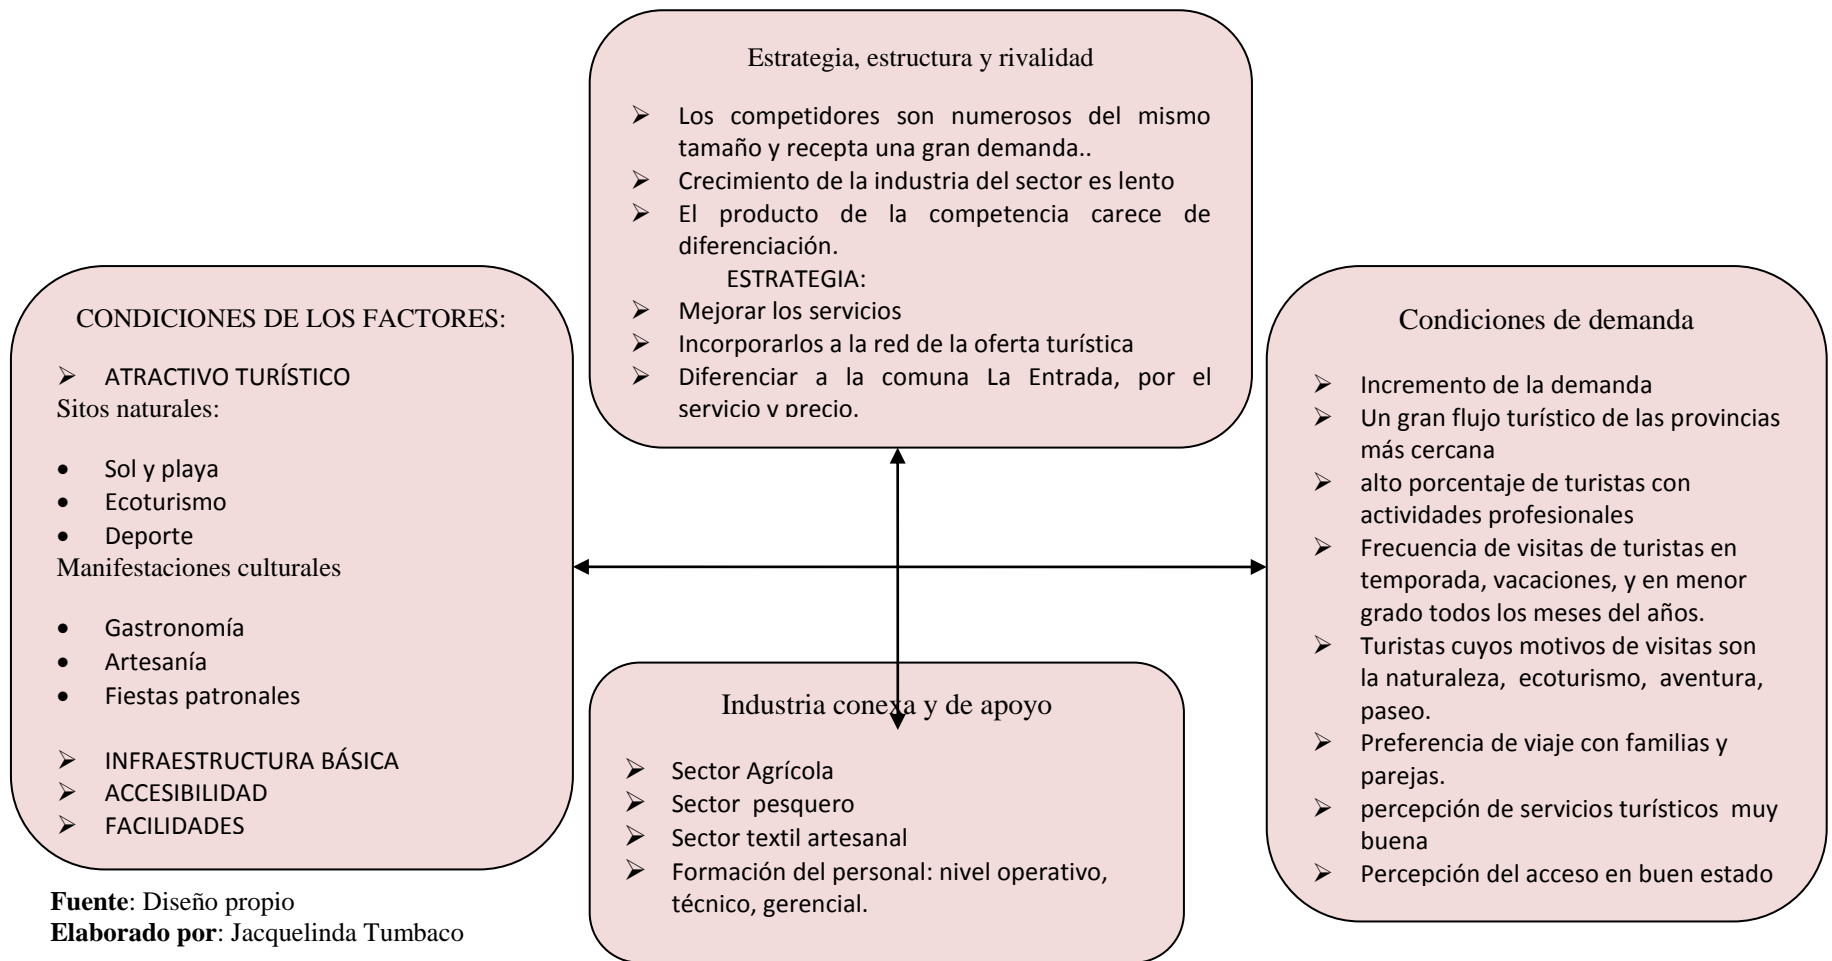 Estrategia, estructura y rivalidad
➢ Los competidores son numerosos del mismo
tamaño y recepta una gran demanda..
➢ Crecimiento de la industria del sector es lento
➢ El producto de la competencia carece de
diferenciación.
ESTRATEGIA:
➢ Mejorar los servicios
➢ Incorporarlos a la red de la oferta turística
➢ Diferenciar a la comuna La Entrada, por el
servicio y precio.
CONDICIONES DE LOS FACTORES:
➢ ATRACTIVO TURÍSTICO
Sitos naturales:
• Sol y playa
• Ecoturismo
• Deporte
Manifestaciones culturales
• Gastronomía
• Artesanía
• Fiestas patronales
➢ INFRAESTRUCTURA BÁSICA
➢ ACCESIBILIDAD
➢ FACILIDADES
Condiciones de demanda
➢ Incremento de la demanda
➢ Un gran flujo turístico de las provincias
más cercana
➢ alto porcentaje de turistas con
actividades profesionales
➢ Frecuencia de visitas de turistas en
temporada, vacaciones, y en menor
grado todos los meses del años.
➢ Turistas cuyos motivos de visitas son
la naturaleza, ecoturismo, aventura,
paseo.
➢ Preferencia de viaje con familias y
parejas.
➢ percepción de servicios turísticos muy
buena
➢ Percepción del acceso en buen estado
Industria conexa y de apoyo
➢ Sector Agrícola
➢ Sector pesquero
➢ Sector textil artesanal
➢ Formación del personal: nivel operativo,
técnico, gerencial.
Fuente: Diseño propio
Elaborado por: Jacquelinda Tumbaco